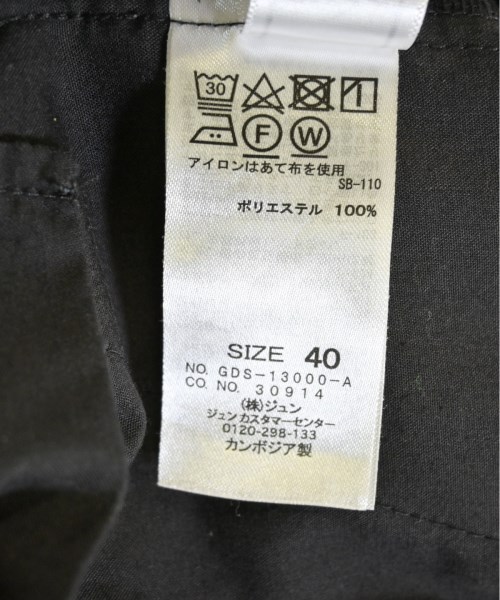 30
F W
アイロンはあて布を使用
SB-110
ポリエステル 100%
SIZE 40
NO. GDS-13000-A
CO. NO. 30914
(株)ジュン
ジュンカスタマーセンター
0120-298-133
カンボジア製